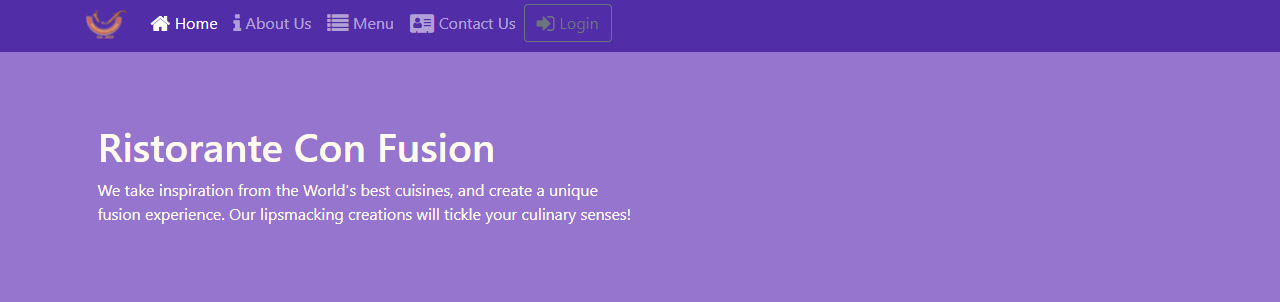 Home About Us Menu Contact Us Login
Ristorante Con Fusion
We take inspiration from the World's best cuisines, and create a unique
fusion experience. Our lipsmacking creations will tickle your culinary senses!